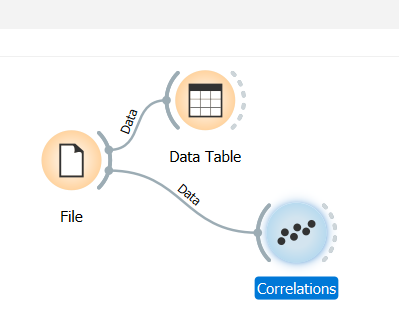 Data
Data Table
File
Data
Correlations